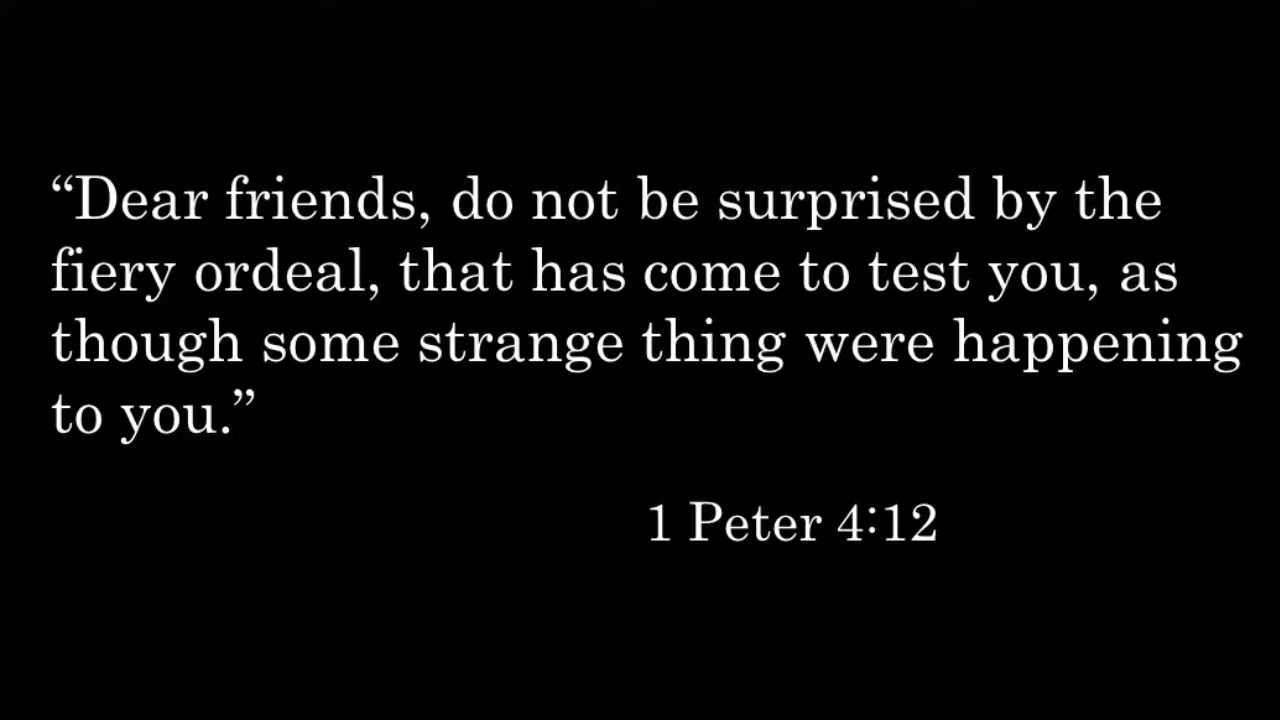 “Dear friends, do not be surprised by the
fiery ordeal, that has come to test you, as
though some strange thing were happening
to you.”
1 Peter 4:12